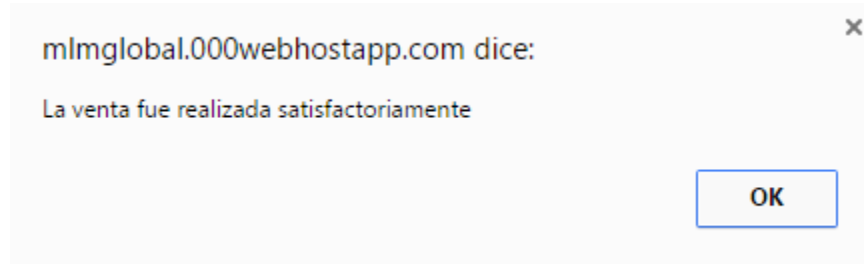 mlmglobal.000webhostapp.com dice:
La venta fue realizada satisfactoriamente
OK